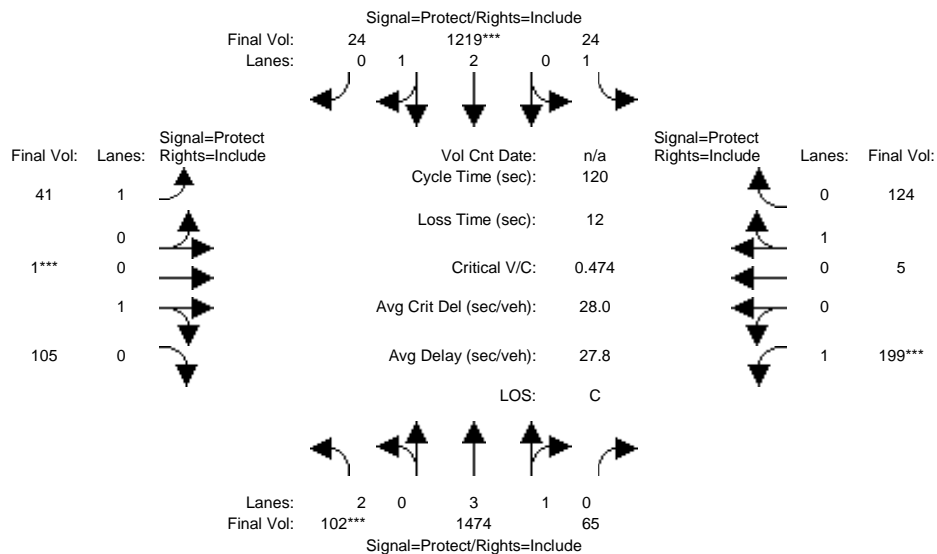 Signal=Protect/Rights=Include
Final Vol: 24 1219*** 24
Lanes: 0 1 2 0 1
Signal=Protect Signal=Protect
Final Vol: Lanes: Rights=Include Vol Cnt Date: n/a Rights=Include Lanes: Final Vol:
Cycle Time (sec): 120
41 1 0 124
Loss Time (sec): 12
0 1
1*** 0 Critical V/C: 0.474 0 5
1 Avg Crit Del (sec/veh): 28.0 0
105 0 Avg Delay (sec/veh): 27.8 1 199***
LOS: C
Lanes: 2 0 3 1 0
Final Vol: 102*** 1474 65
Signal=Protect/Rights=Include